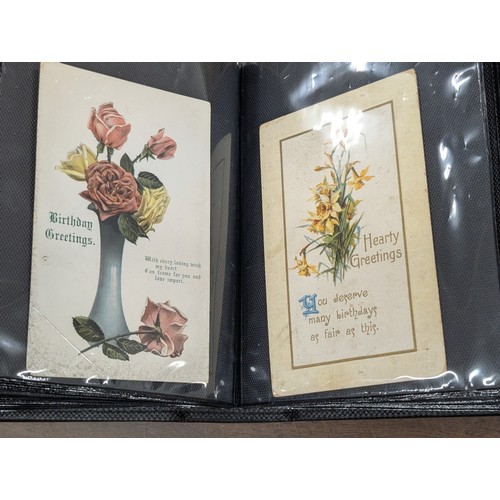 Birthday
Greetings.
With every loving wish
my heart
Can frame for you and
love impart.
Hearty
Greetings
You deserve
many birthdays
as fair as this.